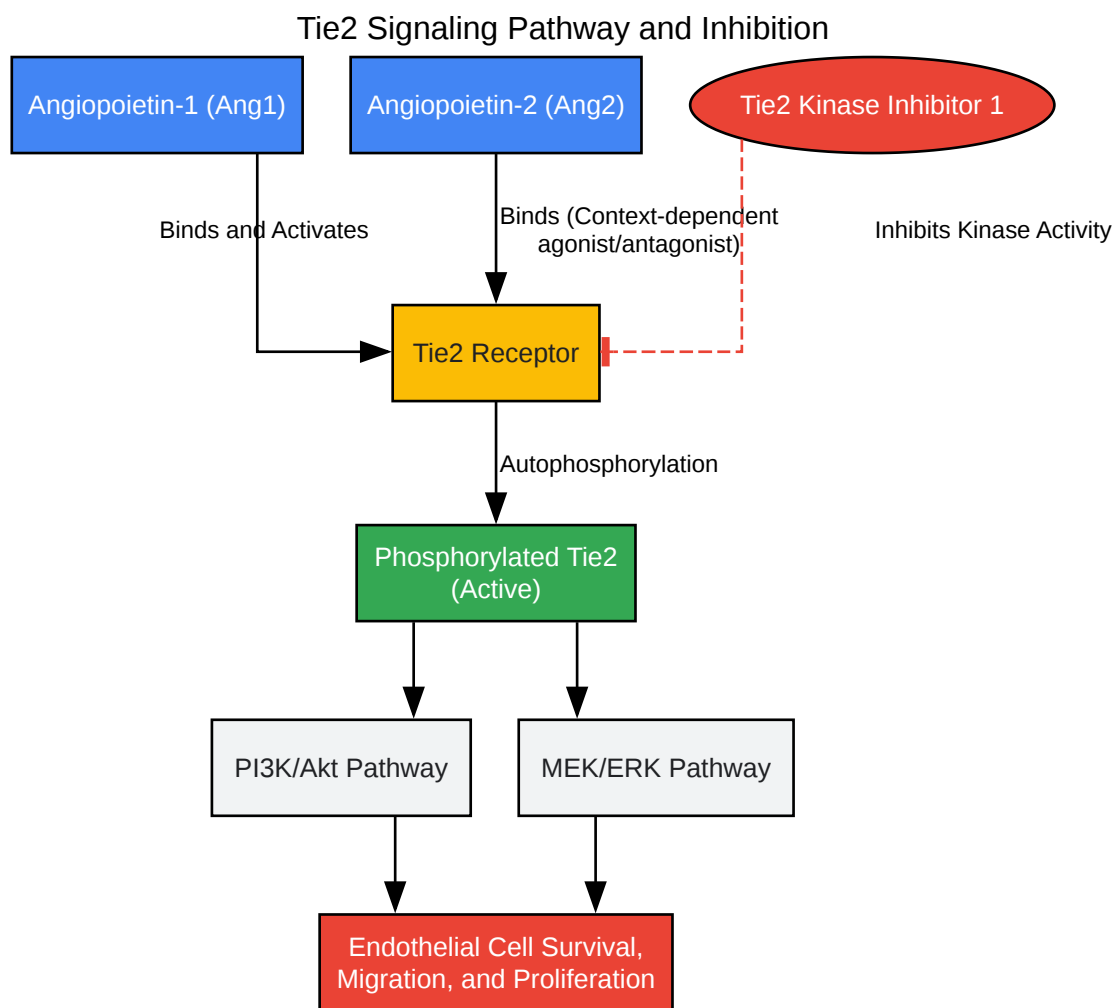 Tie2 Signaling Pathway and Inhibition
Angiopoietin-1 (Ang1)
Angiopoietin-2 (Ang2)
Tie2 Kinase Inhibitor 1
Binds and Activates
Binds (Context-dependent
agonist/antagonist)
Inhibits Kinase Activity
Tie2 Receptor
Autophosphorylation
Phosphorylated Tie2
(Active)
PI3K/Akt Pathway
MEK/ERK Pathway
Endothelial Cell Survival,
Migration, and Proliferation